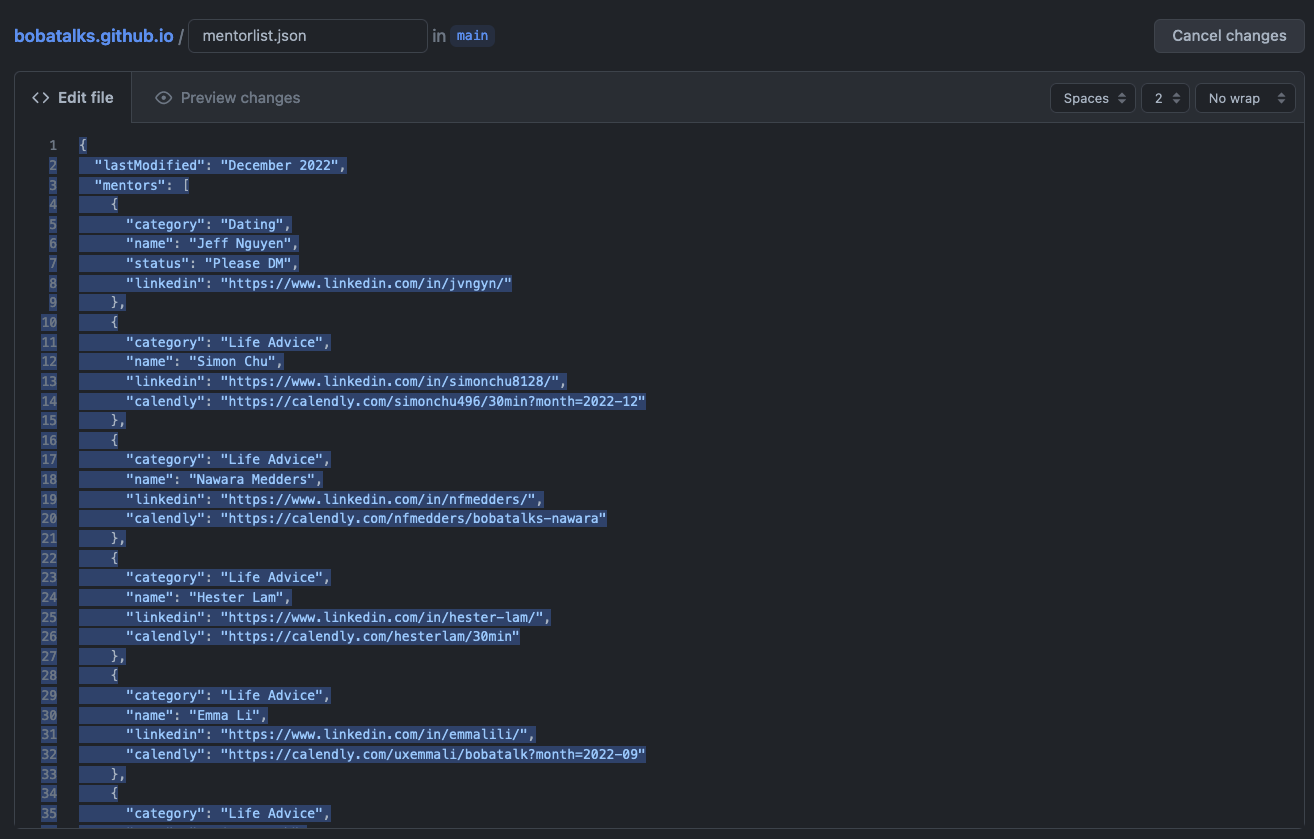 bobatalks.github.io / mentorlist.json in main Cancel changes
<> Edit file Preview changes Spaces 2 No wrap
1 {
2 "lastModified": "December 2022",
3 "mentors": [
4 {
5 "category": "Dating",
6 "name": "Jeff Nguyen",
7 "status": "Please DM",
8 "linkedin": "https://www.linkedin.com/in/jvngyn/"
9 },
10 {
11 "category": "Life Advice",
12 "name": "Simon Chu",
13 "linkedin": "https://www.linkedin.com/in/simonchu8128/",
14 "calendly": "https://calendly.com/simonchu496/30min?month=2022-12"
15 },
16 {
17 "category": "Life Advice",
18 "name": "Nawara Medders",
19 "linkedin": "https://www.linkedin.com/in/nfmedders/",
20 "calendly": "https://calendly.com/nfmedders/bobatalks-nawara"
21 },
22 {
23 "category": "Life Advice",
24 "name": "Hester Lam",
25 "linkedin": "https://www.linkedin.com/in/hester-lam/",
26 "calendly": "https://calendly.com/hesterlam/30min"
27 },
28 {
29 "category": "Life Advice",
30 "name": "Emma Li",
31 "linkedin": "https://www.linkedin.com/in/emmalili/",
32 "calendly": "https://calendly.com/uxemmali/bobatalk?month=2022-09"
33 },
34 {
35 "category": "Life Advice",